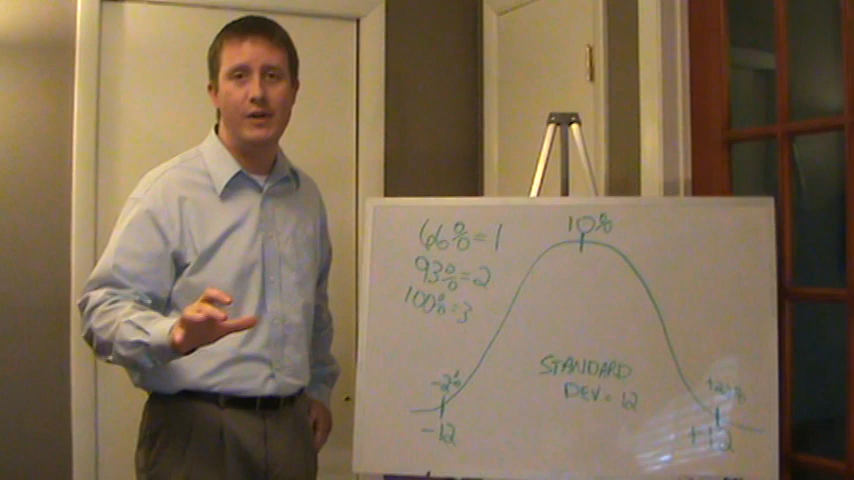 66% = 1
93% = 2
100% = 3
10%
STANDARD
DEV = 12
-2%
-12
+22%
+12